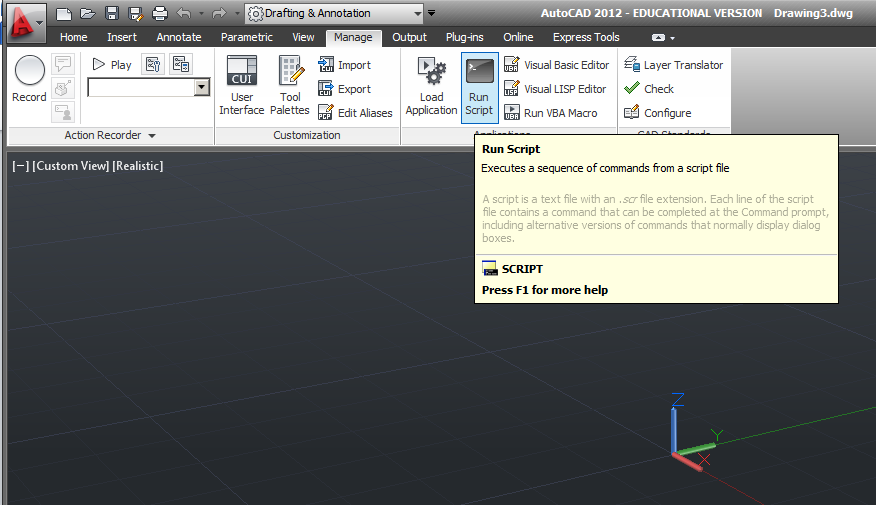 Drafting & Annotation
AutoCAD 2012 - EDUCATIONAL VERSION Drawing3.dwg
Home Insert Annotate Parametric View Manage Output Plug-ins Online Express Tools
Record
Play
CUI
User
Interface
Tool
Palettes
Import
Export
Edit Aliases
Load
Application
Run
Script
Visual Basic Editor
Visual LISP Editor
Run VBA Macro
Layer Translator
Check
Configure
Action Recorder
Customization
Applications
CAD Standards
[−] [Custom View] [Realistic]
Run Script
Executes a sequence of commands from a script file
A script is a text file with an .scr file extension. Each line of the script
file contains a command that can be completed at the Command prompt,
including alternative versions of commands that normally display dialog
boxes.
SCRIPT
Press F1 for more help
Z
Y
X